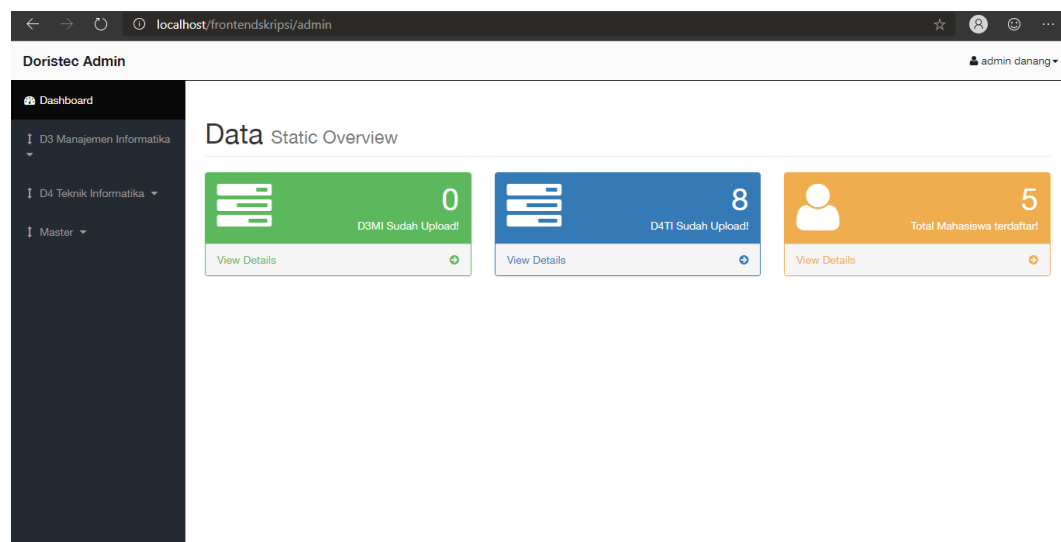 localhost/frontendskripsi/admin
Doristec Admin
admin danang
Dashboard
D3 Manajemen Informatika
D4 Teknik Informatika
Master
Data Static Overview
0
D3MI Sudah Upload!
View Details
8
D4TI Sudah Upload!
View Details
5
Total Mahasiswa terdaftar!
View Details